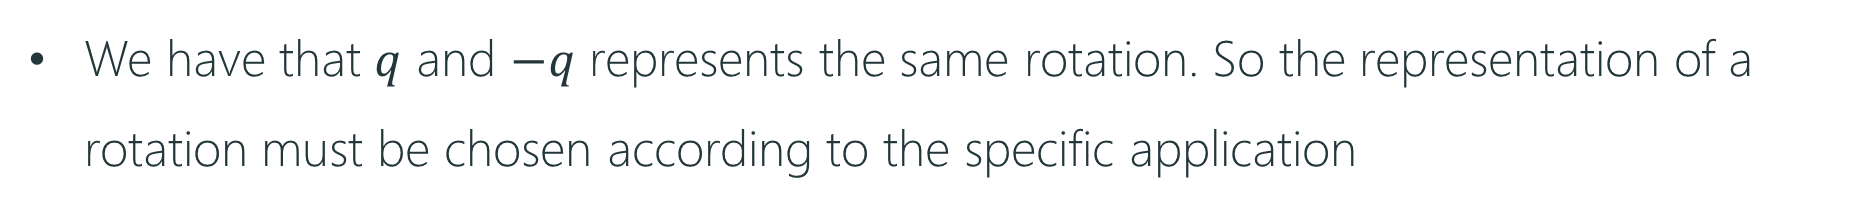 • We have that q and −q represents the same rotation. So the representation of a
rotation must be chosen according to the specific application